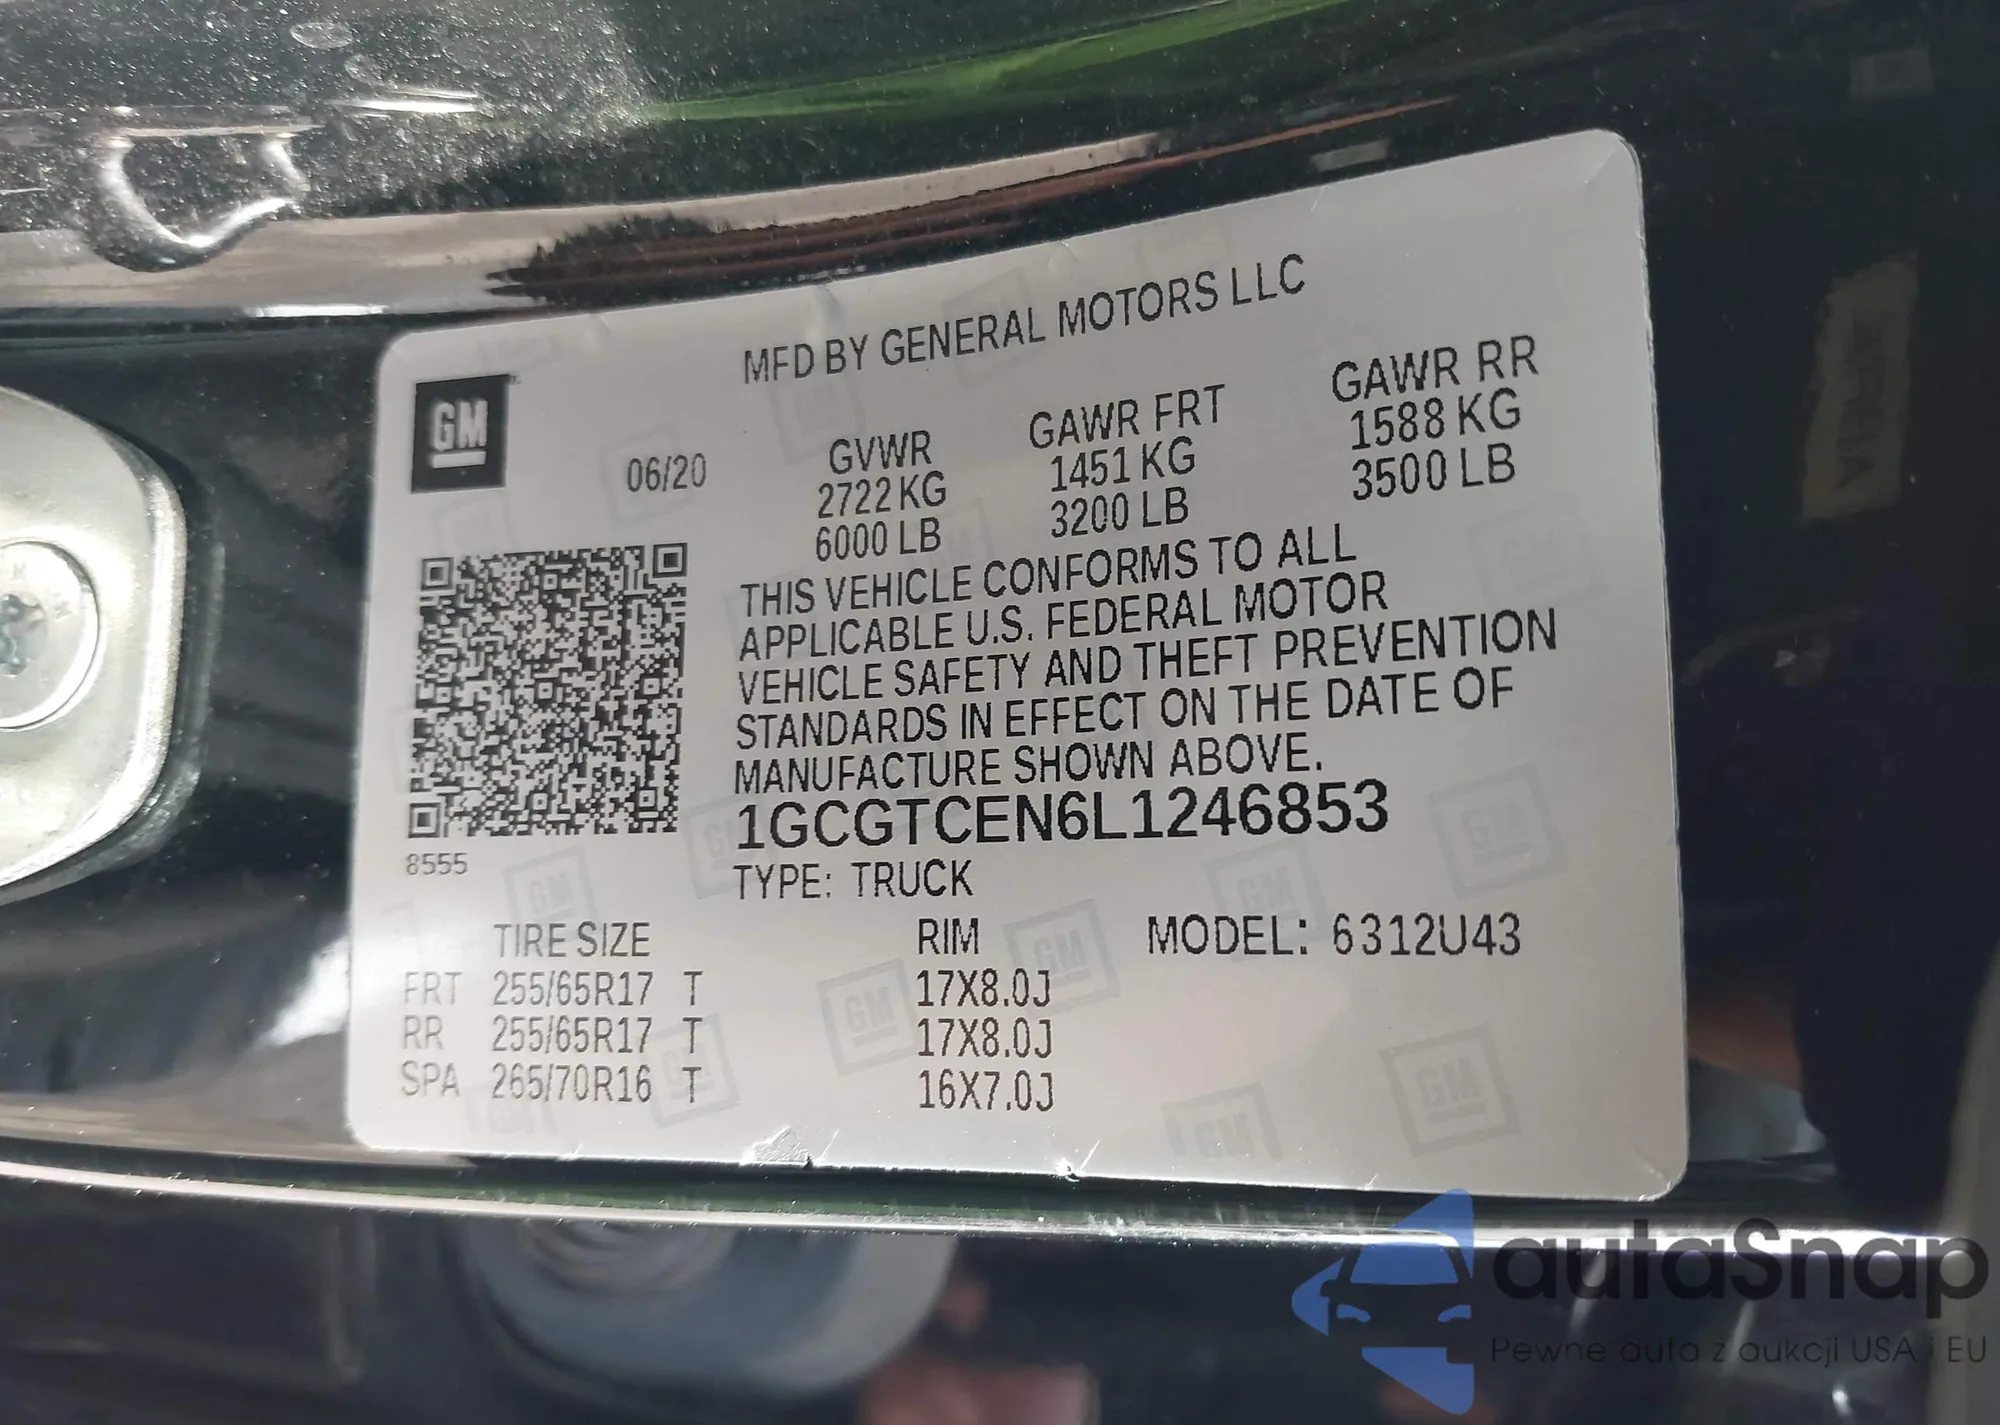 MFD BY GENERAL MOTORS LLC
GM
06/20
GVWR
2722 KG
6000 LB
GAWR FRT
1451 KG
3200 LB
GAWR RR
1588 KG
3500 LB
THIS VEHICLE CONFORMS TO ALL
APPLICABLE U.S. FEDERAL MOTOR
VEHICLE SAFETY AND THEFT PREVENTION
STANDARDS IN EFFECT ON THE DATE OF
MANUFACTURE SHOWN ABOVE.
1GCGTCEN6L1246853
8555
TYPE: TRUCK
TIRE SIZE RIM MODEL: 6312U43
FRT 255/65R17 T 17X8.0J
RR 255/65R17 T 17X8.0J
SPA 265/70R16 T 16X7.0J
autaSnap
Pewne auta z aukcji USA i EU